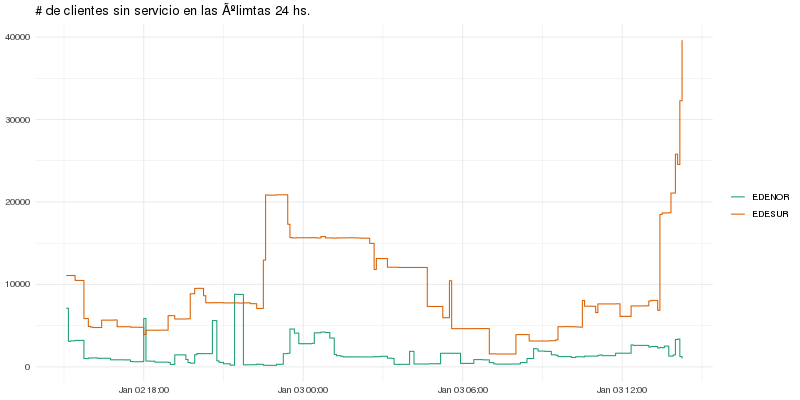 # de clientes sin servicio en las Ãºlimtas 24 hs.
40000
30000
20000
10000
0
Jan 02 18:00
Jan 03 00:00
Jan 03 06:00
Jan 03 12:00
EDENOR
EDESUR